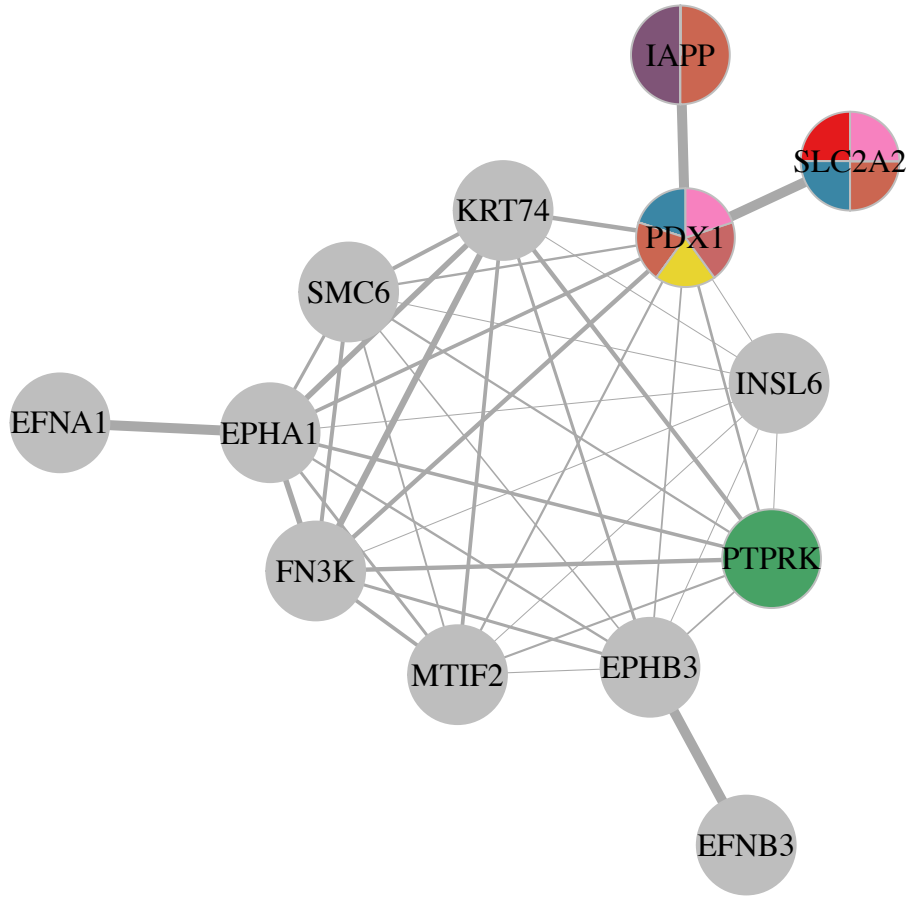 IAPP
SLC2A2
KRT74
PDX1
SMC6
INSL6
EFNA1
EPHA1
PTPRK
FN3K
EPHB3
MTIF2
EFNB3